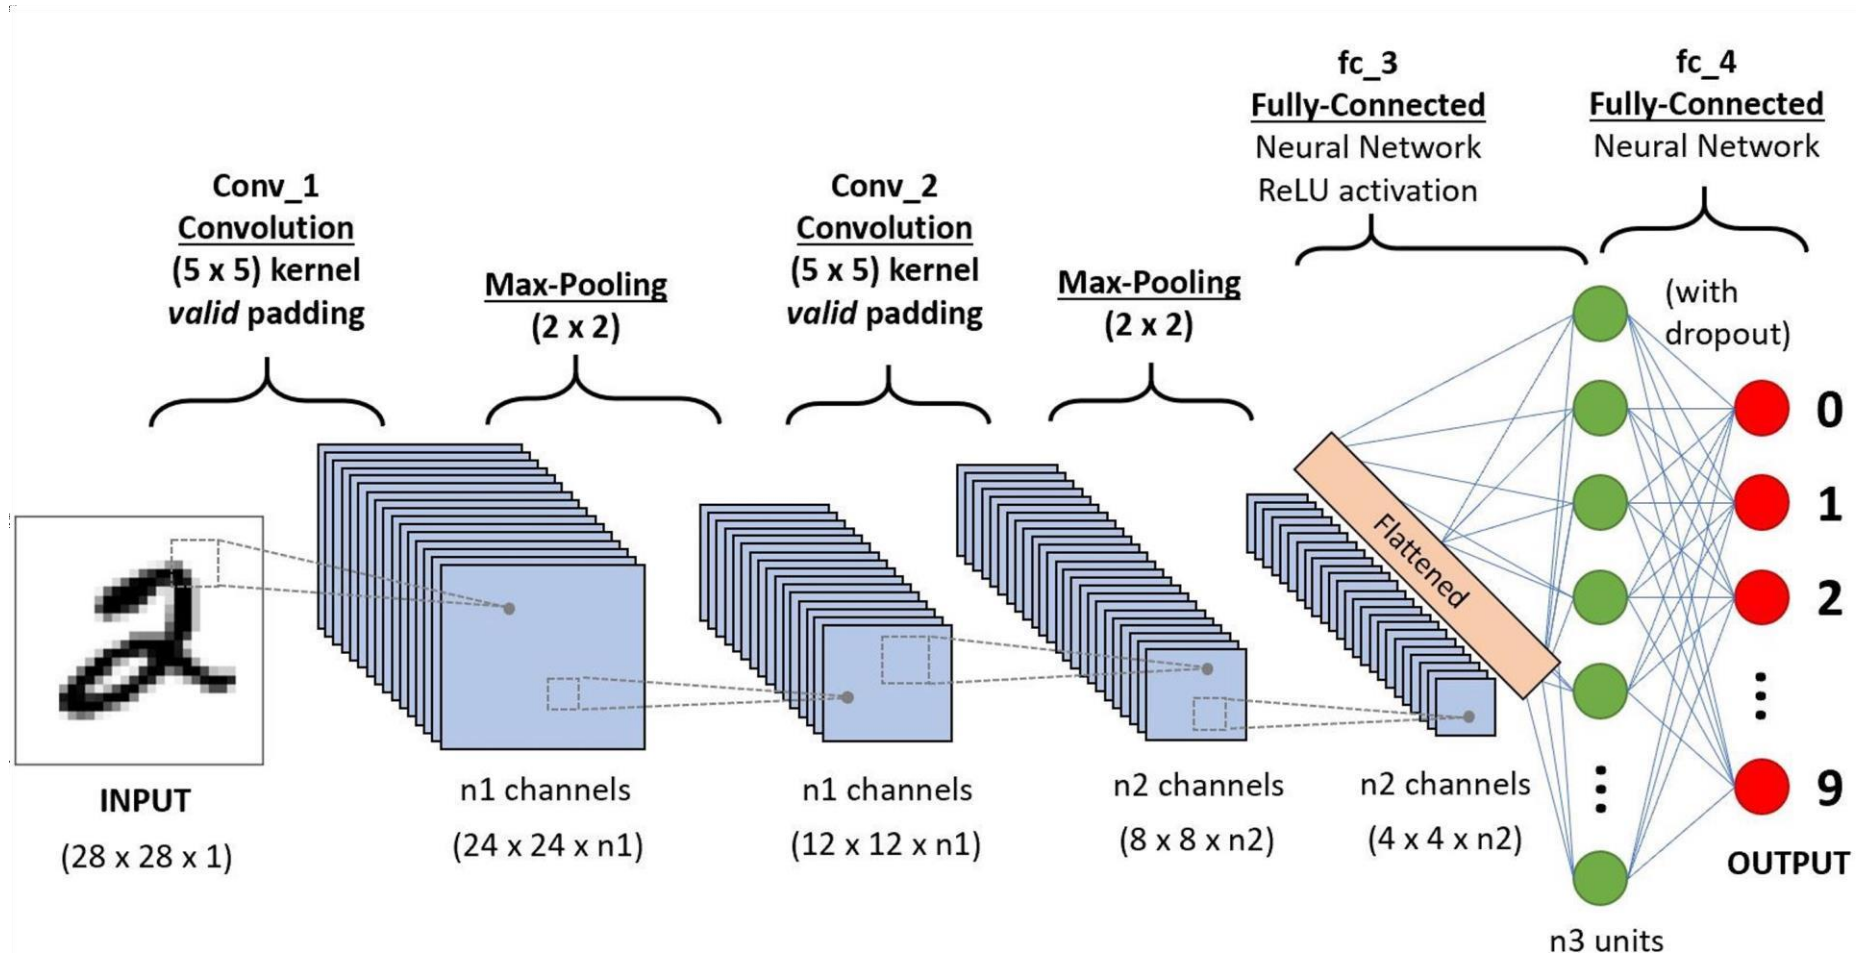 Conv_1
Convolution
(5 x 5) kernel
valid padding
Max-Pooling
(2 x 2)
Conv_2
Convolution
(5 x 5) kernel
valid padding
Max-Pooling
(2 x 2)
fc_3
Fully-Connected
Neural Network
ReLU activation
fc_4
Fully-Connected
Neural Network
(with
dropout)
INPUT
(28 x 28 x 1)
n1 channels
(24 x 24 x n1)
n1 channels
(12 x 12 x n1)
n2 channels
(8 x 8 x n2)
n2 channels
(4 x 4 x n2)
Flattened
n3 units
0
1
2
9
OUTPUT